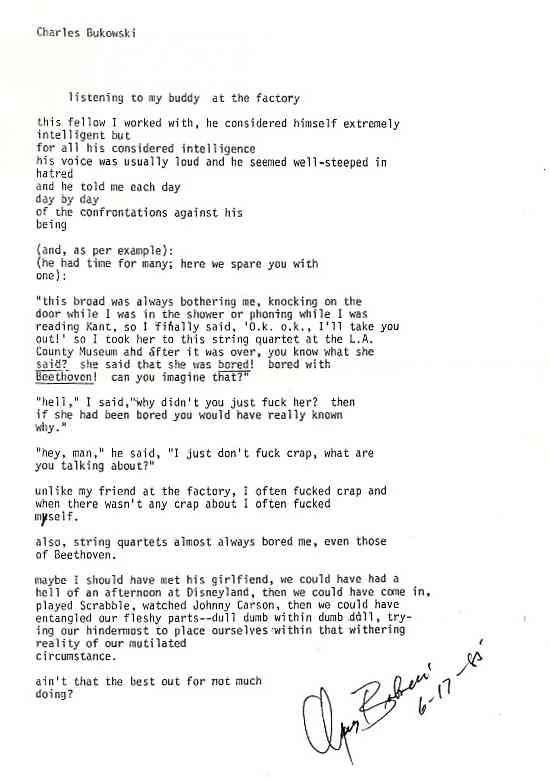 Charles Bukowski
listening to my buddy at the factory
this fellow I worked with, he considered himself extremely
intelligent but
for all his considered intelligence
his voice was usually loud and he seemed well-steeped in
hatred
and he told me each day
day by day
of the confrontations against his
being
(and, as per example):
(he had time for many; here we spare you with
one):
"this broad was always bothering me, knocking on the
door while I was in the shower or phoning while I was
reading Kant, so I finally said, 'O.k. o.k., I'll take you
out!' so I took her to this string quartet at the L.A.
County Museum ahd after it was over, you know what she
said? she said that she was bored! bored with
Beethoven! can you imagine that?"
"hell," I said,"why didn't you just fuck her? then
if she had been bored you would have really known
why."
"hey, man," he said, "I just don't fuck crap, what are
you talking about?"
unlike my friend at the factory, I often fucked crap and
when there wasn't any crap about I often fucked
myself.
also, string quartets almost always bored me, even those
of Beethoven.
maybe I should have met his girlfiend, we could have had a
hell of an afternoon at Disneyland, then we could have come in,
played Scrabble, watched Johnny Carson, then we could have
entangled our fleshy parts--dull dumb within dumb dull, try-
ing our hindermost to place ourselves within that withering
reality of our mutilated
circumstance.
ain't that the best out for not much
doing?
6-17-85